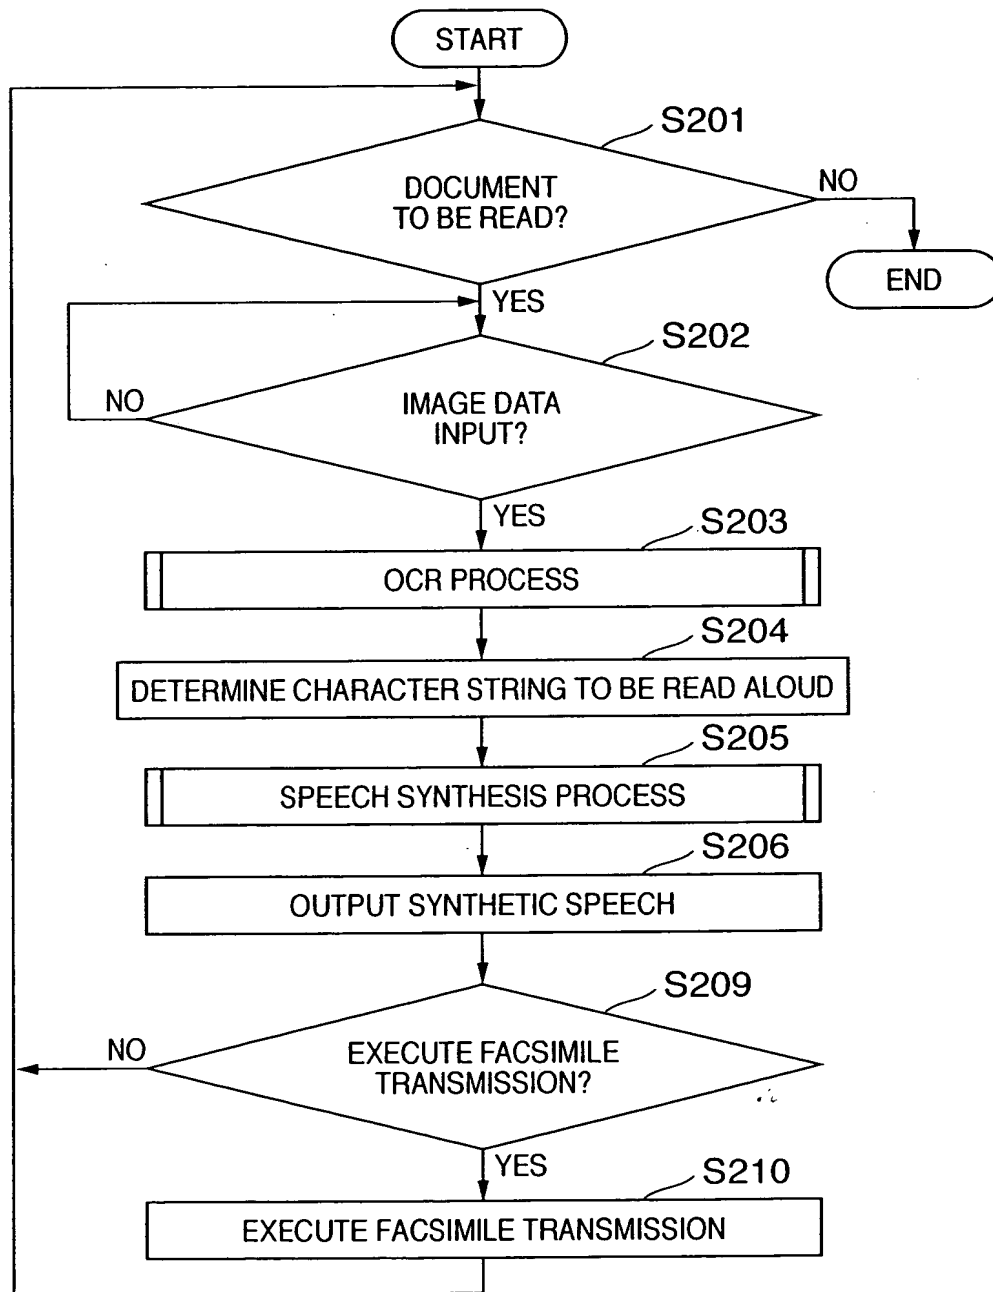 START
S201
DOCUMENT
TO BE READ?
NO
END
YES
S202
IMAGE DATA
INPUT?
NO
YES
S203
OCR PROCESS
S204
DETERMINE CHARACTER STRING TO BE READ ALOUD
S205
SPEECH SYNTHESIS PROCESS
S206
OUTPUT SYNTHETIC SPEECH
S209
EXECUTE FACSIMILE
TRANSMISSION?
NO
YES
S210
EXECUTE FACSIMILE TRANSMISSION